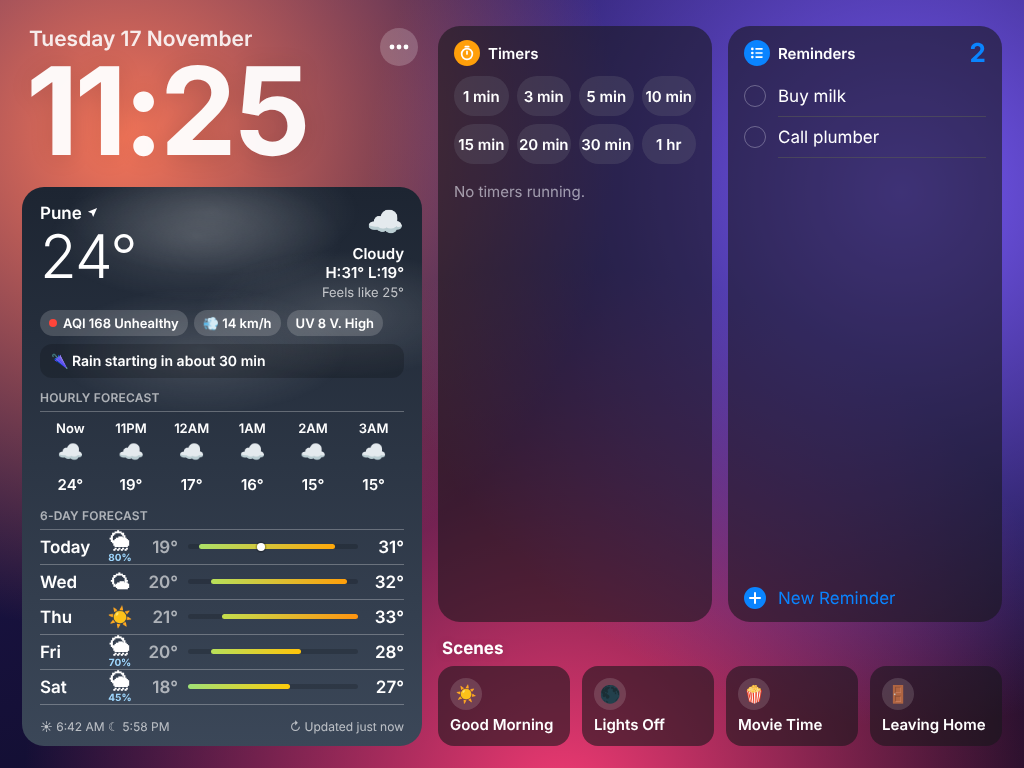 Tuesday 17 November
11:25
Pune
24°
Cloudy
H:31° L:19°
Feels like 25°
AQI 168 Unhealthy
14 km/h
UV 8 V. High
Rain starting in about 30 min
HOURLY FORECAST
Now 11PM 12AM 1AM 2AM 3AM
24° 19° 17° 16° 15° 15°
6-DAY FORECAST
Today 80% 19° 31°
Wed 20° 32°
Thu 21° 33°
Fri 70% 20° 28°
Sat 45% 18° 27°
6:42 AM 5:58 PM Updated just now
Timers
1 min 3 min 5 min 10 min
15 min 20 min 30 min 1 hr
No timers running.
Reminders 2
Buy milk
Call plumber
New Reminder
Scenes
Good Morning
Lights Off
Movie Time
Leaving Home